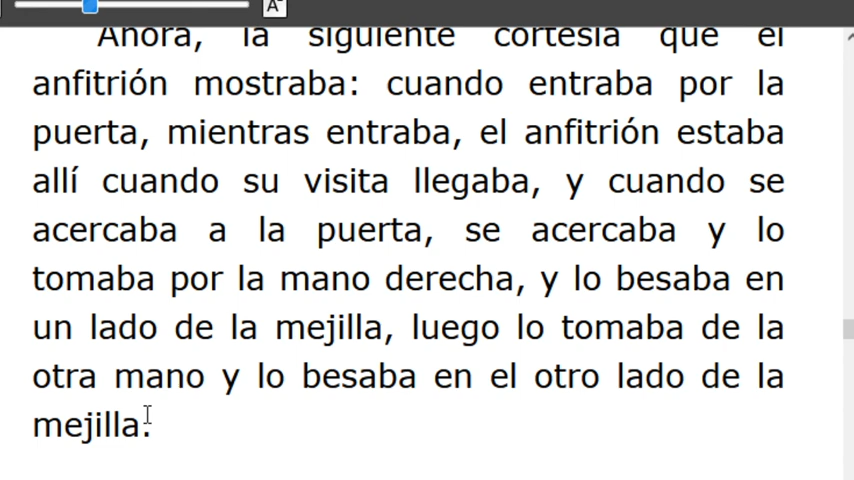 A
Ahora, la siguiente cortesía que el
anfitrión mostraba: cuando entraba por la
puerta, mientras entraba, el anfitrión estaba
allí cuando su visita llegaba, y cuando se
acercaba a la puerta, se acercaba y lo
tomaba por la mano derecha, y lo besaba en
un lado de la mejilla, luego lo tomaba de la
otra mano y lo besaba en el otro lado de la
mejilla.